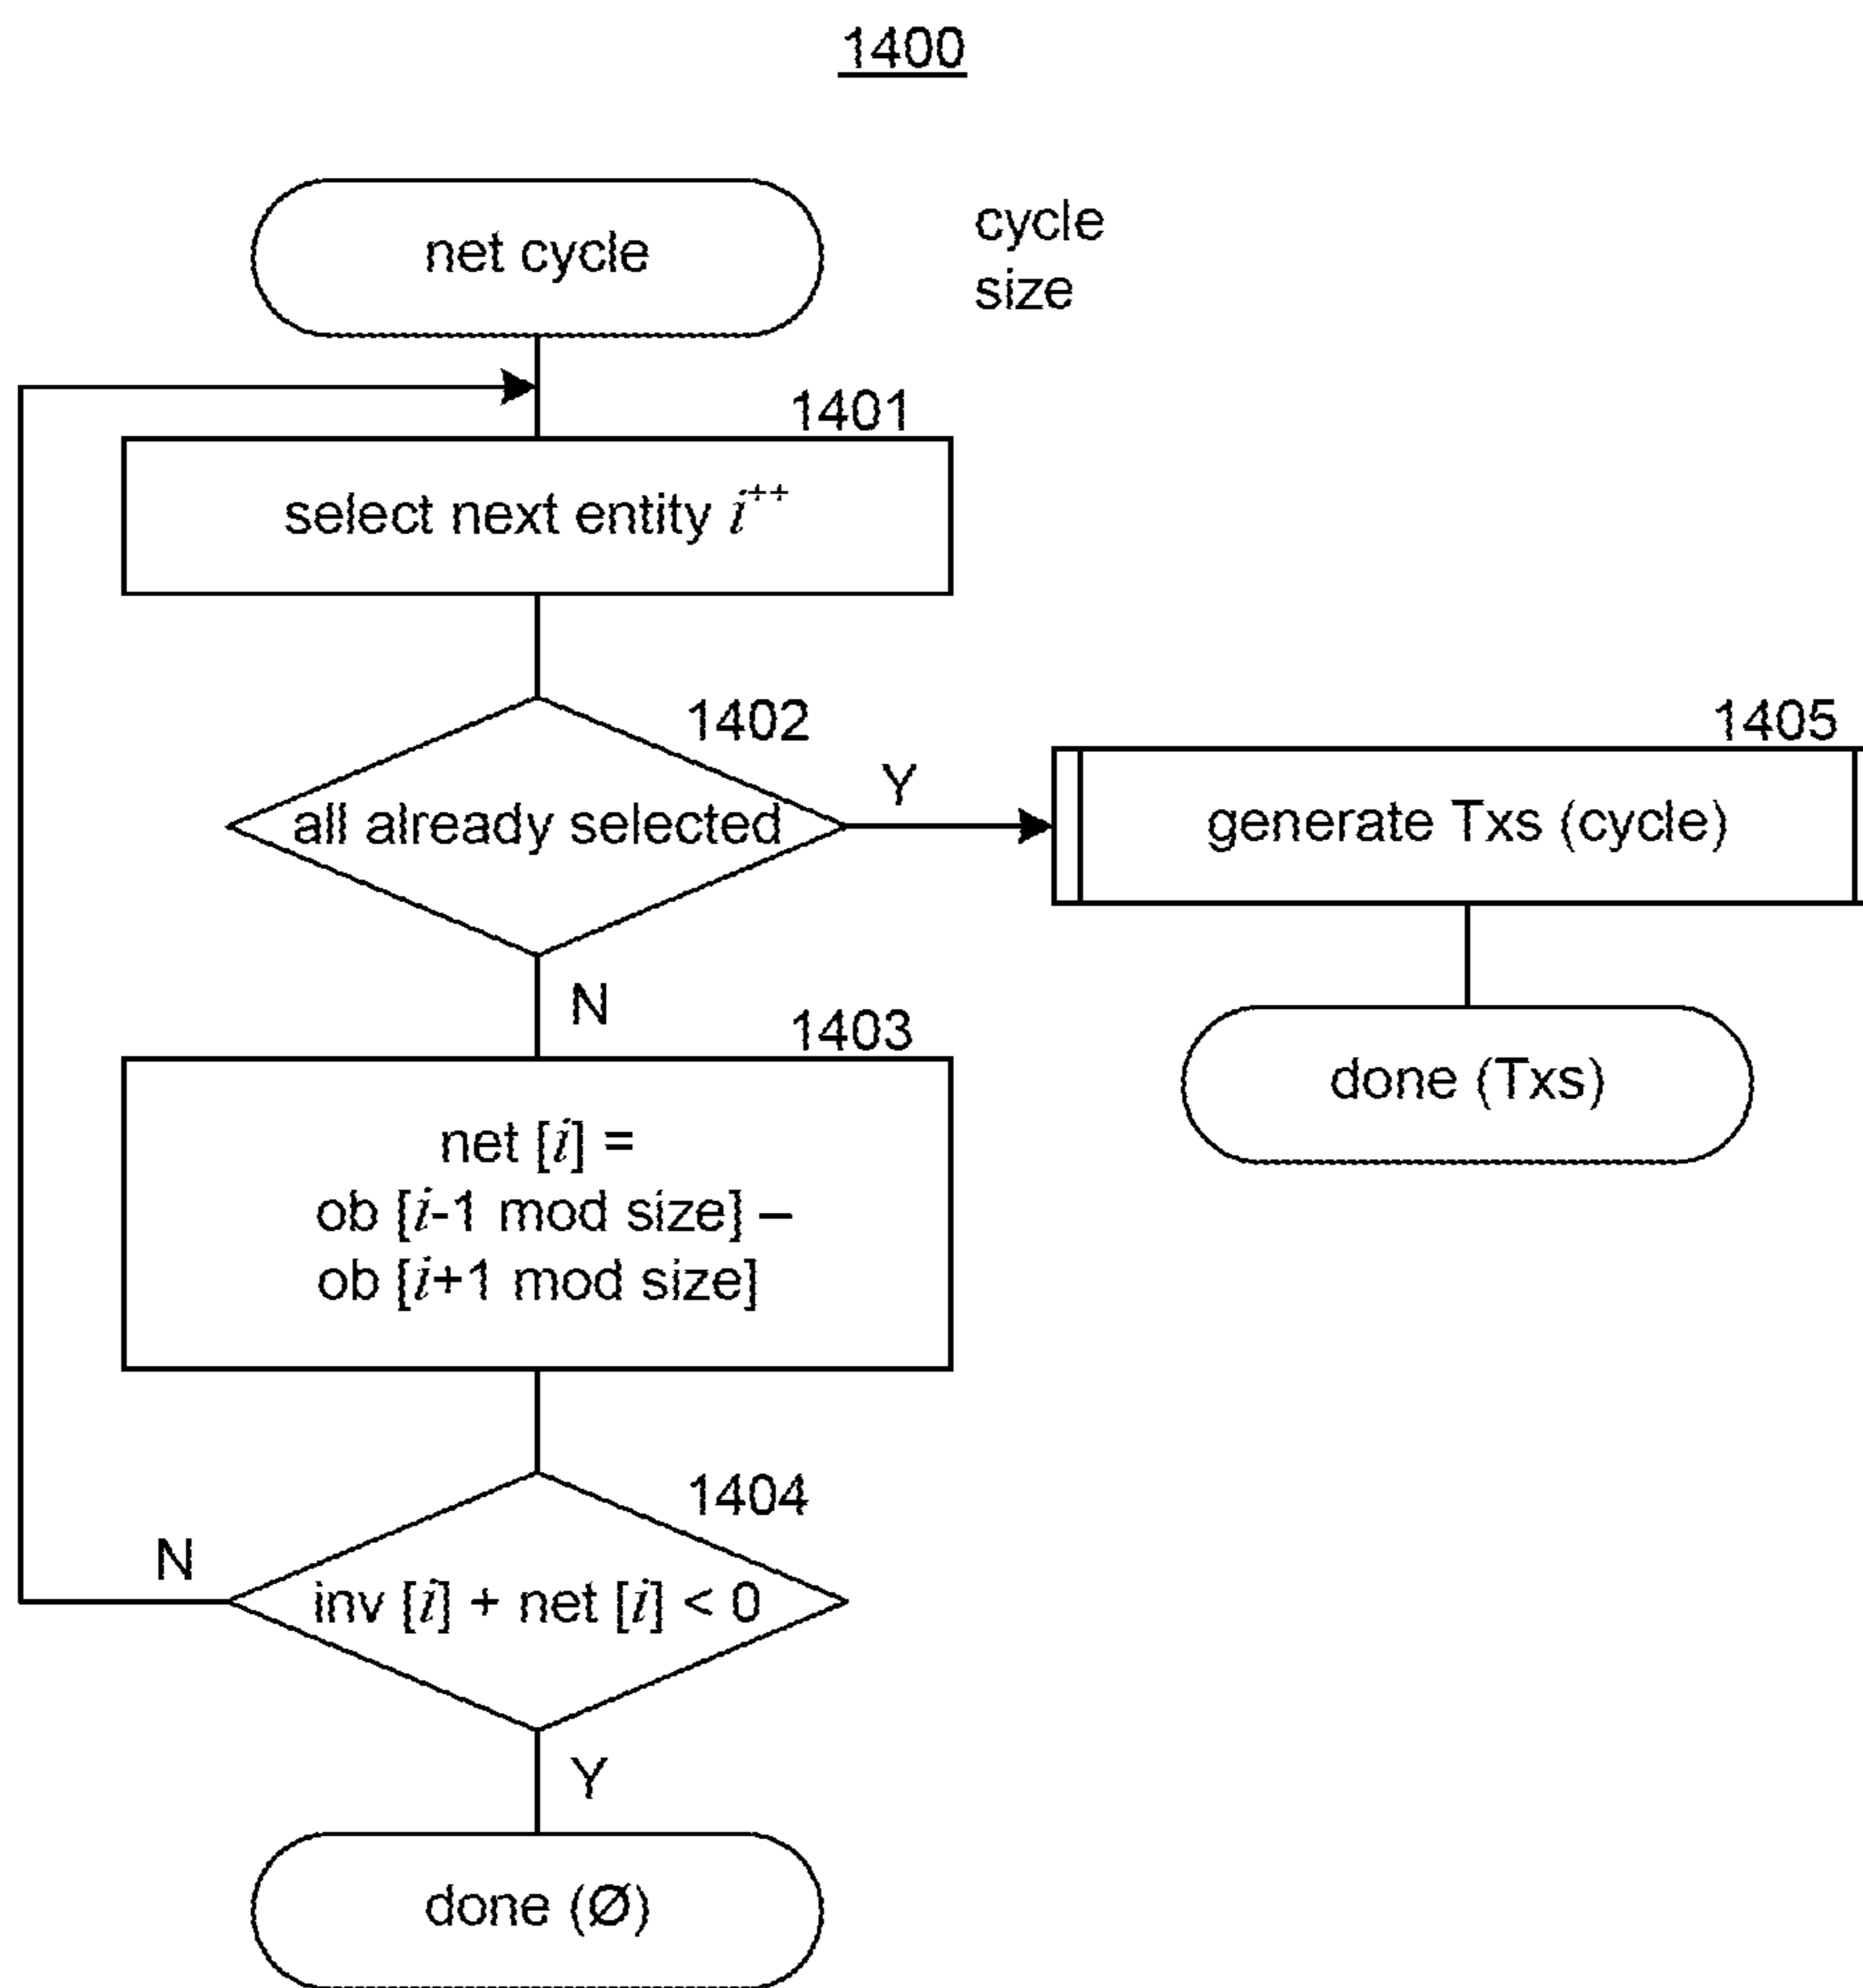 1400
net cycle
cycle
size
1401
select next entity i++
1402
all already selected
Y
1405
generate Txs (cycle)
N
1403
done (Txs)
net [i] =
ob [i-1 mod size] –
ob [i+1 mod size]
1404
N
inv [i] + net [i] < 0
Y
done (Ø)